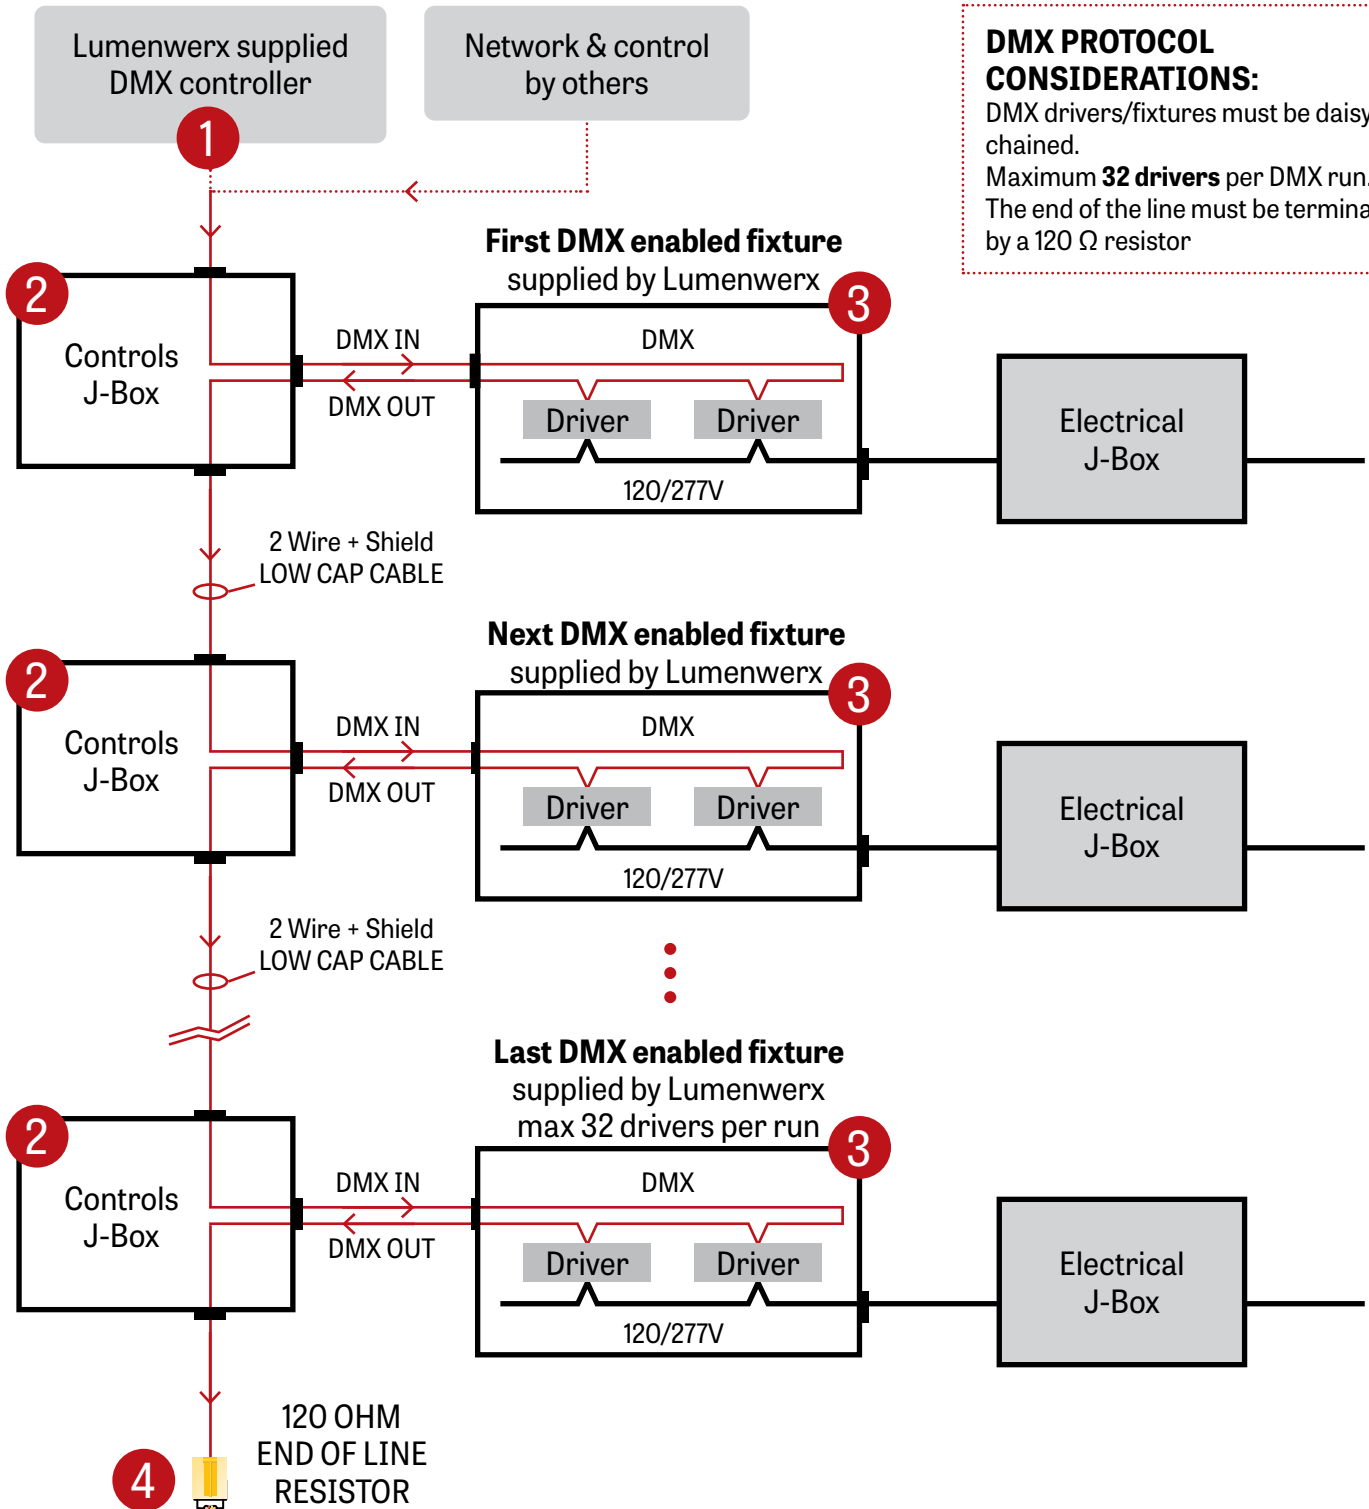 Lumenwerx supplied
DMX controller
1
Network & control
by others
DMX PROTOCOL
CONSIDERATIONS:
DMX drivers/fixtures must be daisy
chained.
Maximum 32 drivers per DMX run.
The end of the line must be termina
by a 120 Ω resistor
First DMX enabled fixture
supplied by Lumenwerx
2
Controls
J-Box
DMX IN
DMX OUT
3
DMX
Driver
Driver
120/277V
Electrical
J-Box
2 Wire + Shield
LOW CAP CABLE
Next DMX enabled fixture
supplied by Lumenwerx
2
Controls
J-Box
DMX IN
DMX OUT
3
DMX
Driver
Driver
120/277V
Electrical
J-Box
2 Wire + Shield
LOW CAP CABLE
Last DMX enabled fixture
supplied by Lumenwerx
max 32 drivers per run
2
Controls
J-Box
DMX IN
DMX OUT
3
DMX
Driver
Driver
120/277V
Electrical
J-Box
4
120 OHM
END OF LINE
RESISTOR